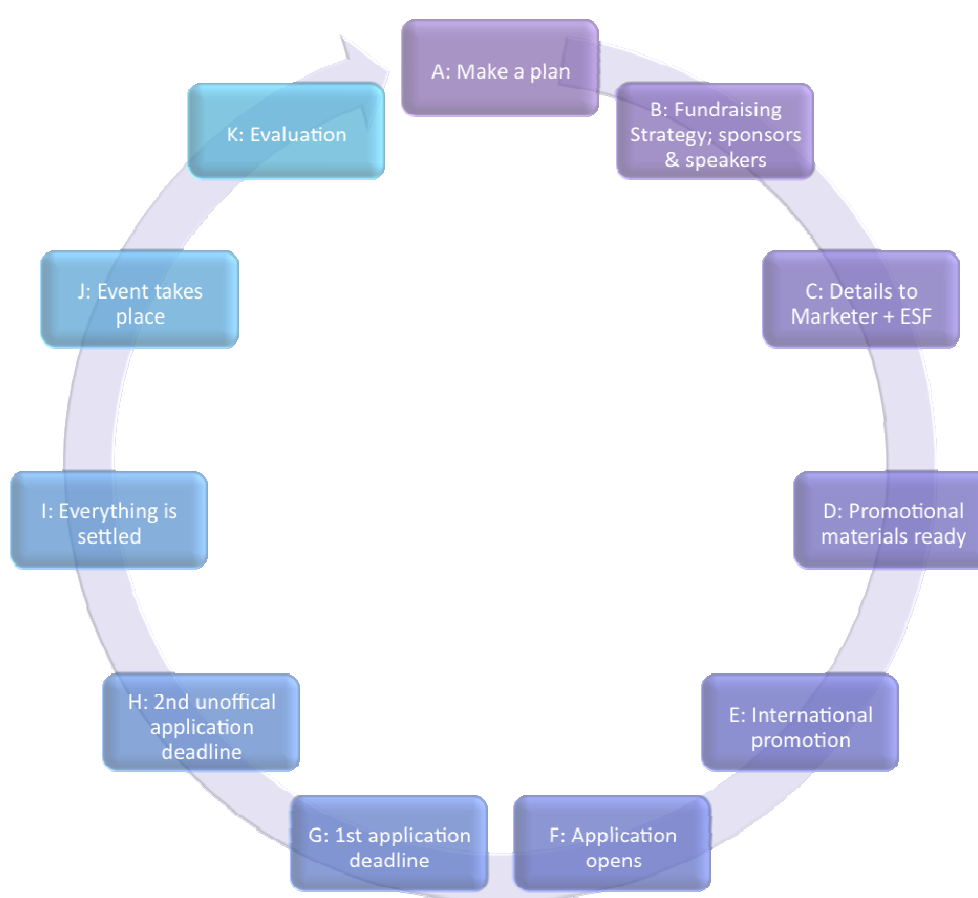 A: Make a plan
B: Fundraising
Strategy; sponsors
& speakers
C: Details to
Marketer + ESF
D: Promotional
materials ready
E: International
promotion
F: Application
opens
G: 1st application
deadline
H: 2nd unoffical
application
deadline
I: Everything is
settled
J: Event takes
place
K: Evaluation